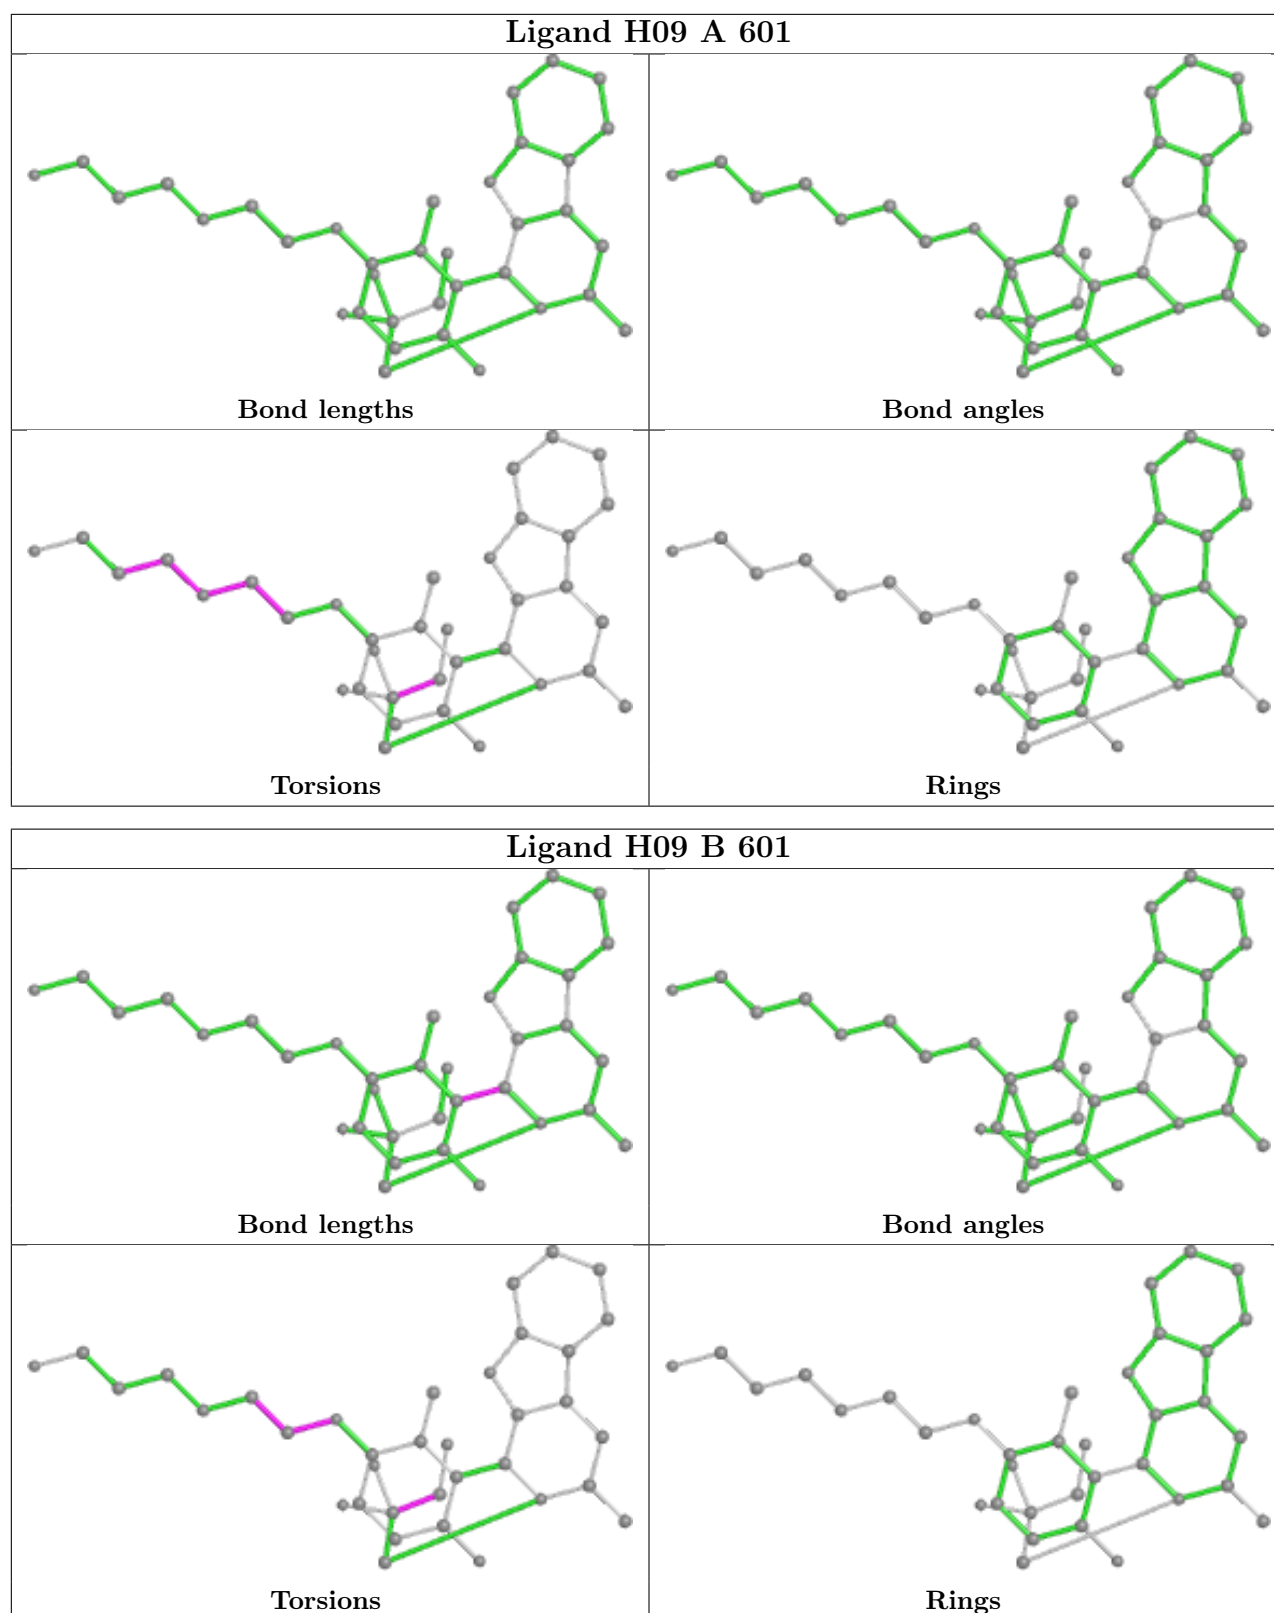 Ligand H09 A 601
Bond lengths
Bond angles
Torsions
Rings
Ligand H09 B 601
Bond lengths
Bond angles
Torsions
Rings